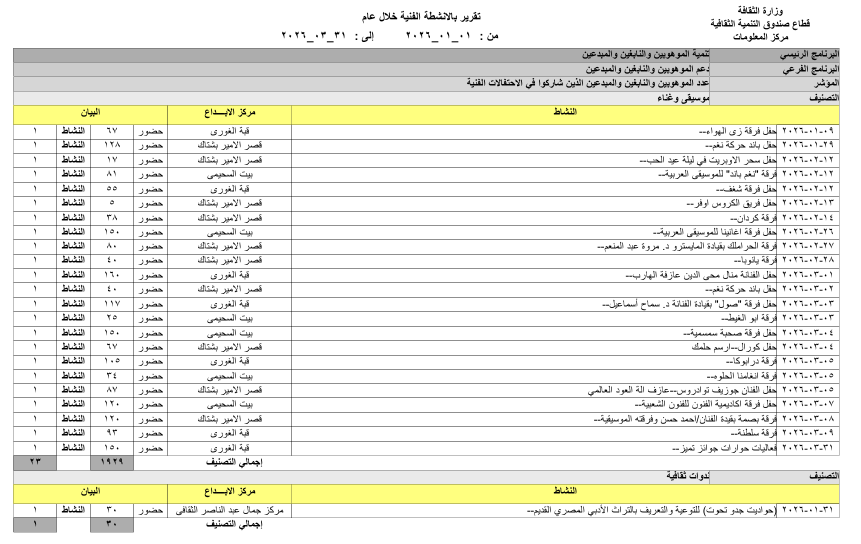 وزارة الثقافة
قطاع صندوق التنمية الثقافية
مركز المعلومات
تقرير بالانشطة الفنية خلال عام
من : ٢٠٢٦_٠١_٠١ إلى : ٢٠٢٦_٠٣_٣١
البرنامج الرئيسي تنمية الموهوبين والنابغين والمبدعين
البرنامج الفرعي دعم الموهوبين والنابغين والمبدعين
المؤشر عدد الموهوبين والنابغين والمبدعين الذين شاركوا في الاحتفالات الفنية
التصنيف موسيقى وغناء
النشاط مركز الابـــداع البيان
٢٠٢٦-٠١-٠٩ حفل فرقة زى الهواء-- قبة الغورى حضور ٦٧ النشاط ١
٢٠٢٦-٠١-٢٩ حفل باند حركة نغم-- قصر الامير بشتاك حضور ١٢٨ النشاط ١
٢٠٢٦-٠٢-١٢ حفل سحر الاوبريت في ليلة عيد الحب-- قصر الامير بشتاك حضور ١٧ النشاط ١
٢٠٢٦-٠٢-١٢ فرقة "نغم باند" للموسيقى العربية-- بيت السحيمى حضور ٨١ النشاط ١
٢٠٢٦-٠٢-١٢ حفل فرقة شغف-- قبة الغورى حضور ٥٥ النشاط ١
٢٠٢٦-٠٢-١٣ حفل فريق الكروس اوفر-- قصر الامير بشتاك حضور ٥ النشاط ١
٢٠٢٦-٠٢-١٤ فرقة كردان-- قصر الامير بشتاك حضور ٣٨ النشاط ١
٢٠٢٦-٠٢-٢٦ حفل فرقة اغانينا للموسيقى العربية-- بيت السحيمى حضور ١٥٠ النشاط ١
٢٠٢٦-٠٢-٢٧ فرقة الحرملك بقيادة المايسترو د. مروة عبد المنعم-- قصر الامير بشتاك حضور ٨٠ النشاط ١
٢٠٢٦-٠٢-٢٨ فرقة يانوبا-- قصر الامير بشتاك حضور ٤٠ النشاط ١
٢٠٢٦-٠٣-٠١ حفل الفنانة منال محى الدين عازفة الهارب-- قبة الغورى حضور ١٦٠ النشاط ١
٢٠٢٦-٠٣-٠٢ حفل باند حركة نغم-- قصر الامير بشتاك حضور ٤٠ النشاط ١
٢٠٢٦-٠٣-٠٣ حفل فرقة "صول" بقيادة الفنانة د. سماح أسماعيل-- قبة الغورى حضور ١١٧ النشاط ١
٢٠٢٦-٠٣-٠٣ فرقة ابو الغيط-- بيت السحيمى حضور ٢٥ النشاط ١
٢٠٢٦-٠٣-٠٤ حفل فرقة صحبة سمسمية-- بيت السحيمى حضور ١٥٠ النشاط ١
٢٠٢٦-٠٣-٠٤ حفل كورال--ارسم حلمك قصر الامير بشتاك حضور ٦٧ النشاط ١
٢٠٢٦-٠٣-٠٥ فرقة درابوكا-- قبة الغورى حضور ١٠٥ النشاط ١
٢٠٢٦-٠٣-٠٥ فرقة انغامنا الحلوه-- بيت السحيمى حضور ٣٤ النشاط ١
٢٠٢٦-٠٣-٠٥ حفل الفنان جوزيف توادروس--عازف الة العود العالمي قصر الامير بشتاك حضور ٨٧ النشاط ١
٢٠٢٦-٠٣-٠٧ حفل فرقة اكاديمية الفنون للفنون الشعبية-- بيت السحيمى حضور ١٢٠ النشاط ١
٢٠٢٦-٠٣-٠٨ فرقة بصمة بقيدة الفنان/احمد حسن وفرقته الموسيقية-- قصر الامير بشتاك حضور ١٢٠ النشاط ١
٢٠٢٦-٠٣-٠٩ فرقة سلطنة-- قبة الغورى حضور ٩٣ النشاط ١
٢٠٢٦-٠٣-٣١ فعاليات حوارات جوائز تميز-- قبة الغورى حضور ١٥٠ النشاط ١
إجمالي التصنيف ١٩٢٩ ٢٣
التصنيف ندوات ثقافية
النشاط مركز الابـــداع البيان
٢٠٢٦-٠١-٣١ (حواديت جدو تحوت) للتوعية والتعريف بالتراث الأدبي المصري القديم-- مركز جمال عبد الناصر الثقافى حضور ٣٠ النشاط ١
إجمالي التصنيف ٣٠ ١